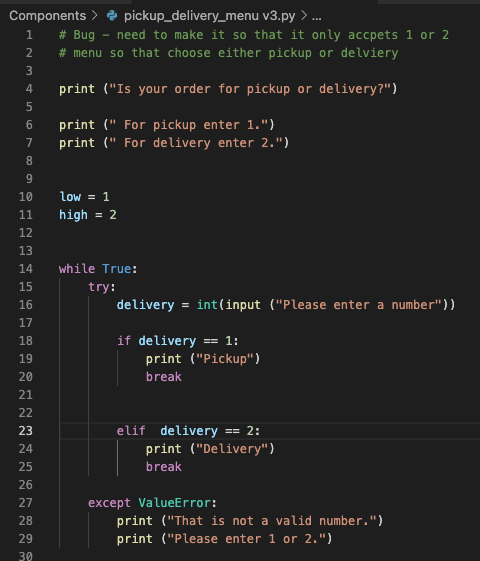 Components > pickup_delivery_menu v3.py > ...
1 # Bug – need to make it so that it only accpets 1 or 2
2 # menu so that choose either pickup or delviery
3
4 print ("Is your order for pickup or delivery?")
5
6 print (" For pickup enter 1.")
7 print (" For delivery enter 2.")
8
9
10 low = 1
11 high = 2
12
13
14 while True:
15 try:
16 delivery = int(input ("Please enter a number"))
17
18 if delivery == 1:
19 print ("Pickup")
20 break
21
22
23 elif  delivery == 2:
24 print ("Delivery")
25 break
26
27 except ValueError:
28 print ("That is not a valid number.")
29 print ("Please enter 1 or 2.")
30